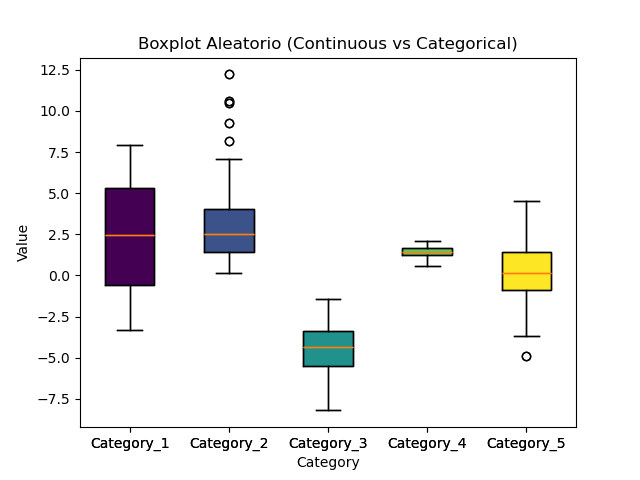 Boxplot Aleatorio (Continuous vs Categorical)
12.5
10.0
7.5
5.0
2.5
0.0
−2.5
−5.0
−7.5
Value
Category_1 Category_2 Category_3 Category_4 Category_5
Category